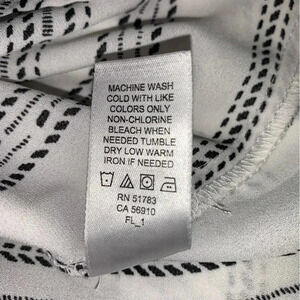 MACHINE WASH
COLD WITH LIKE
COLORS ONLY
NON-CHLORINE
BLEACH WHEN
NEEDED TUMBLE
DRY LOW WARM
IRON IF NEEDED
RN 51783
CA 56910
FL_1